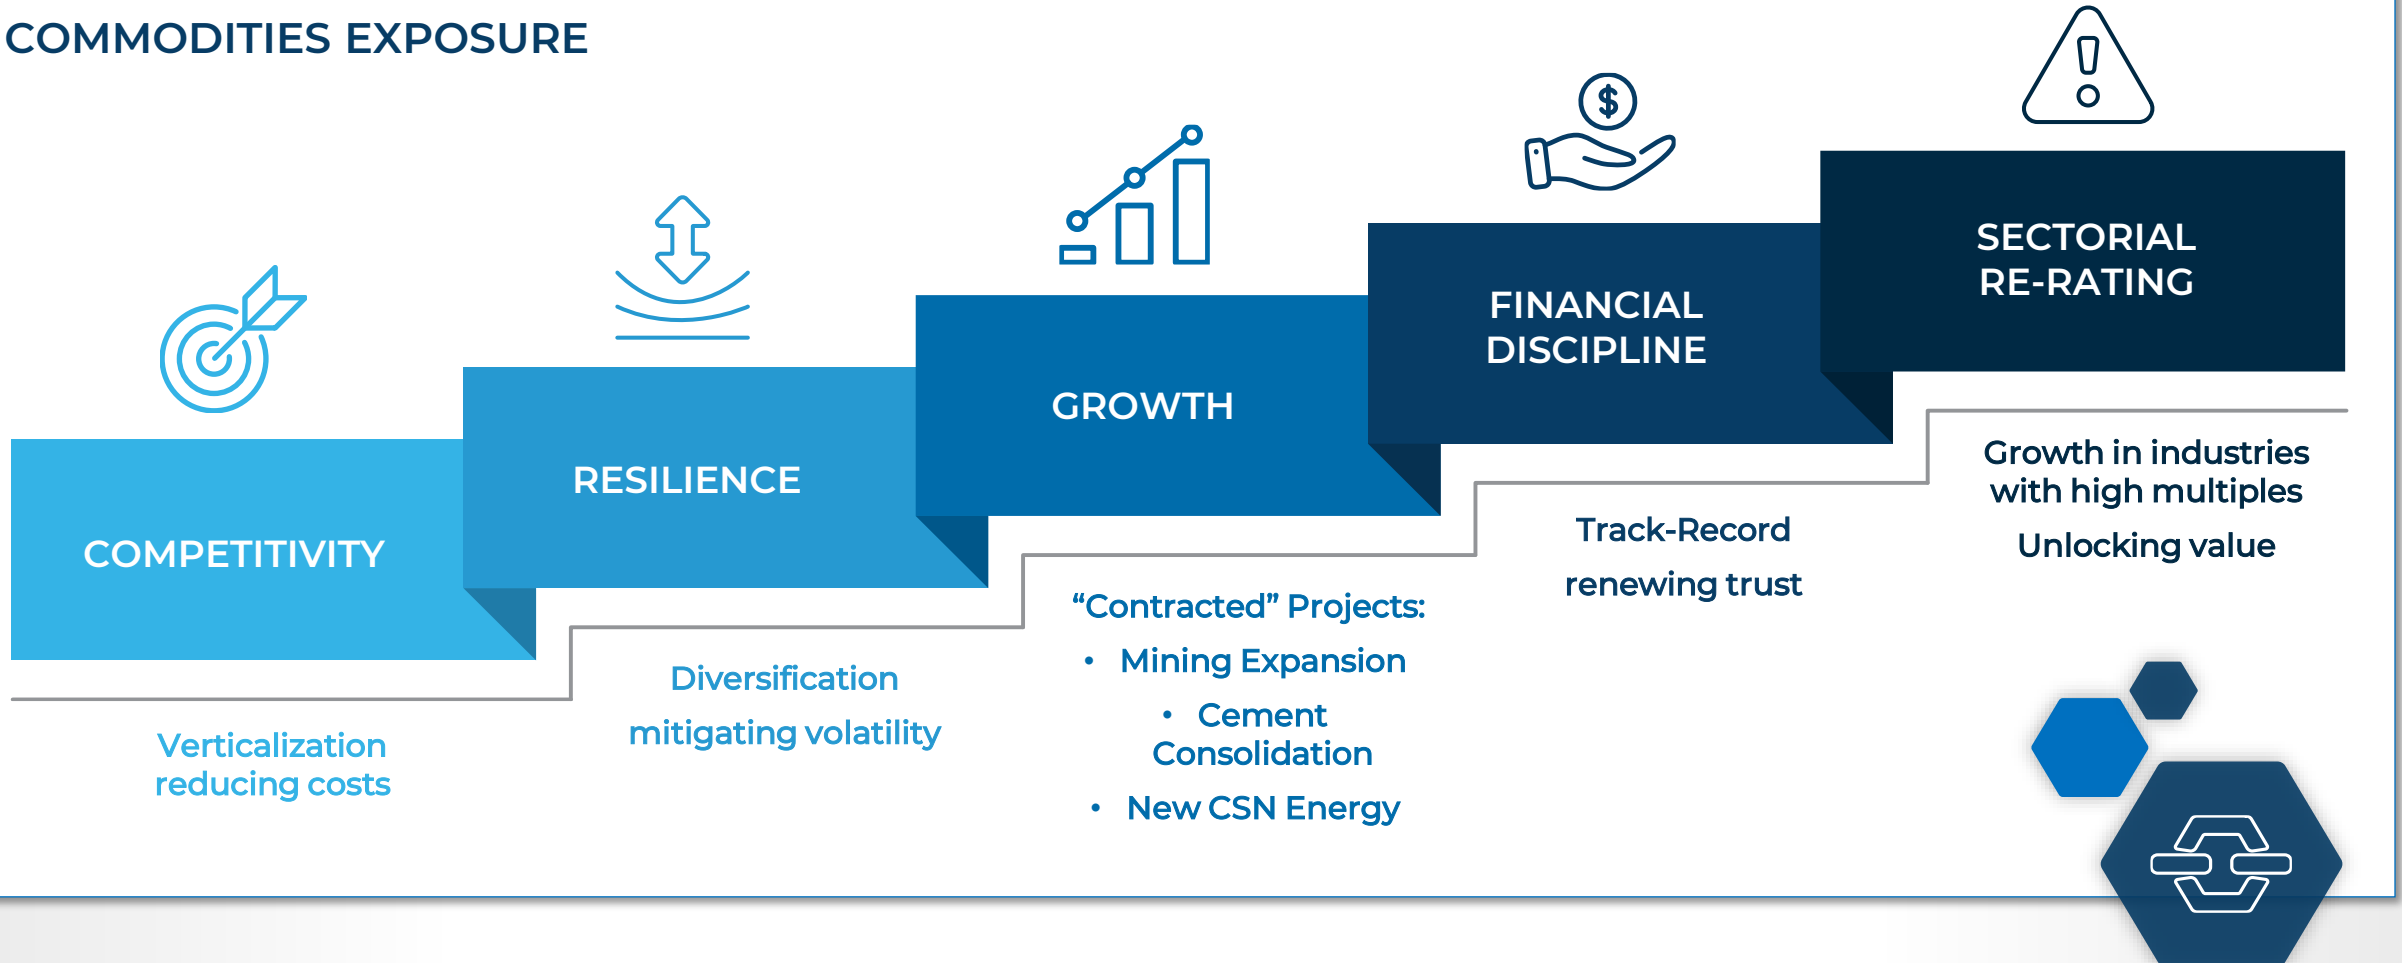 COMMODITIES EXPOSURE
COMPETITIVITY
Verticalization
reducing costs
RESILIENCE
Diversification
mitigating volatility
GROWTH
“Contracted” Projects:
• Mining Expansion
• Cement
Consolidation
• New CSN Energy
FINANCIAL
DISCIPLINE
Track-Record
renewing trust
SECTORIAL
RE-RATING
Growth in industries
with high multiples
Unlocking value